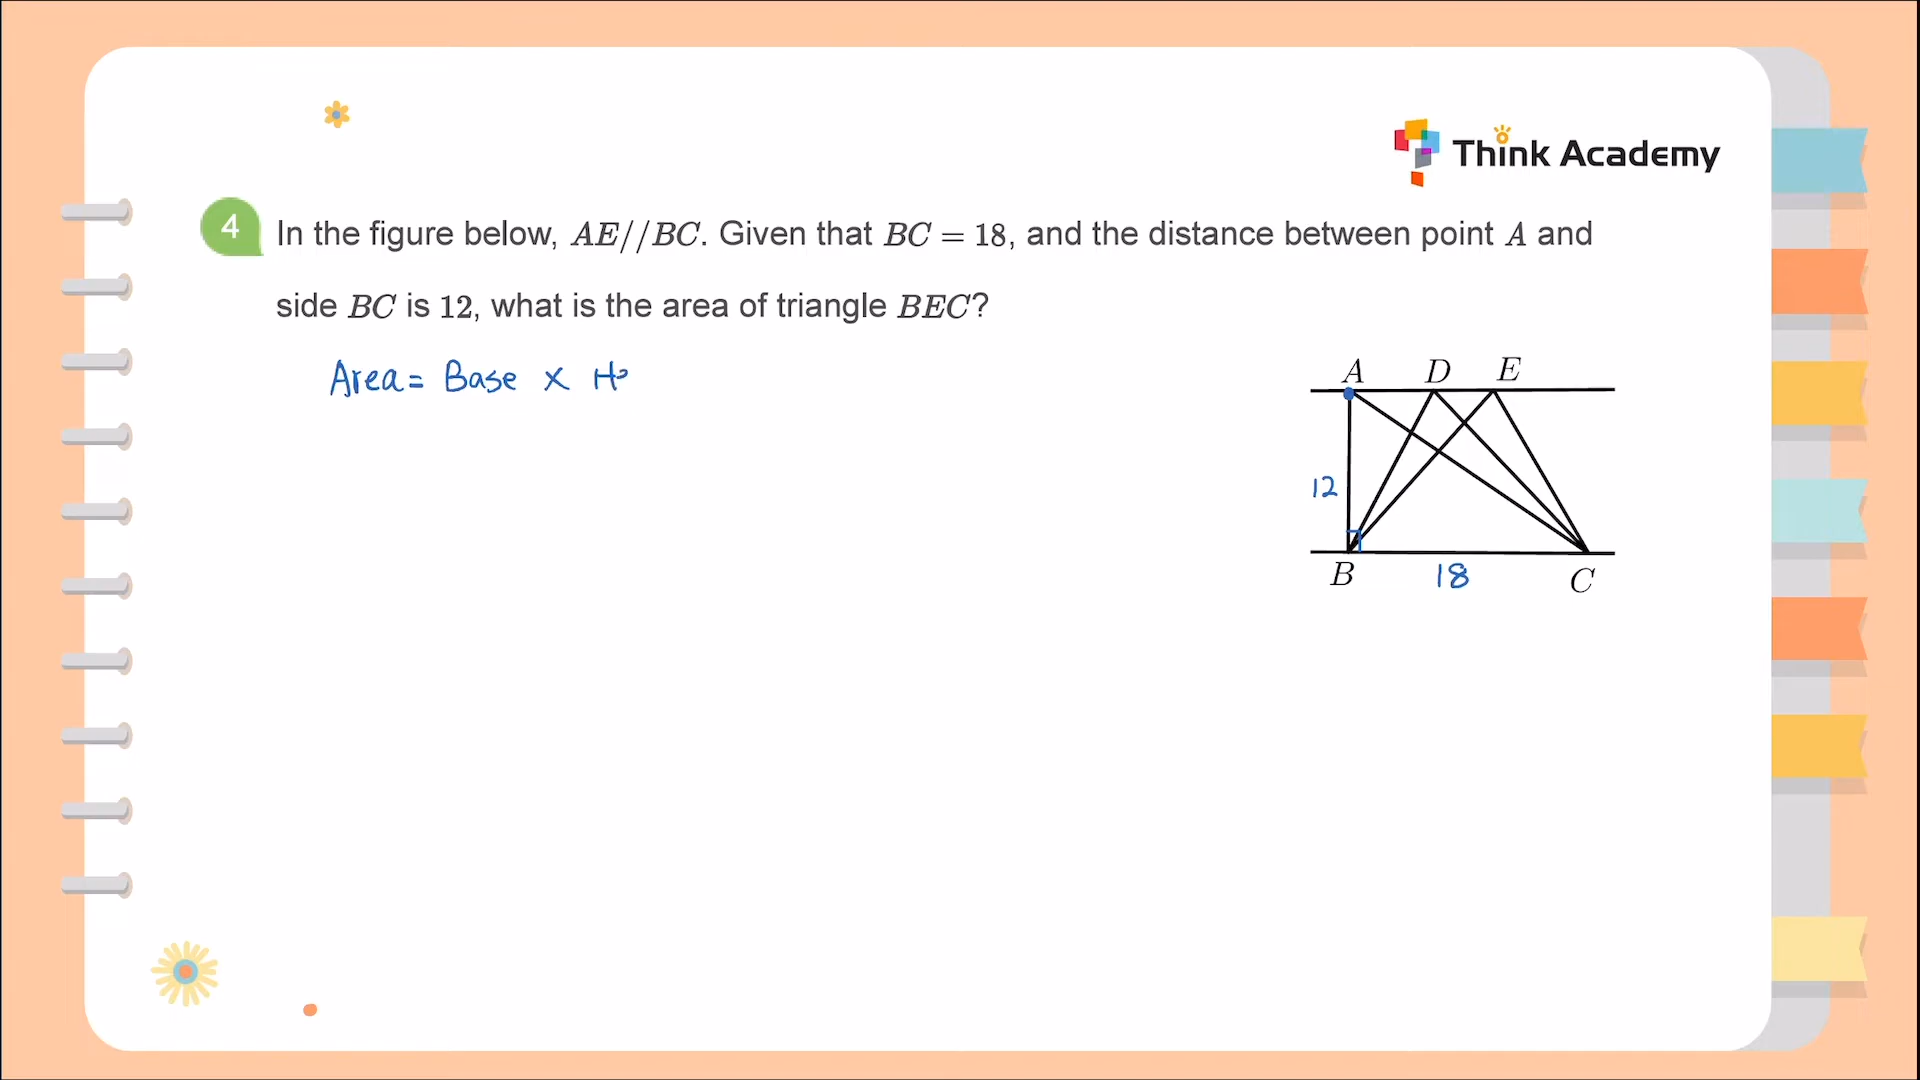 Think Academy
4
In the figure below, AE//BC. Given that BC = 18, and the distance between point A and
side BC is 12, what is the area of triangle BEC?
Area = Base × H
A D E
12
B 18 C